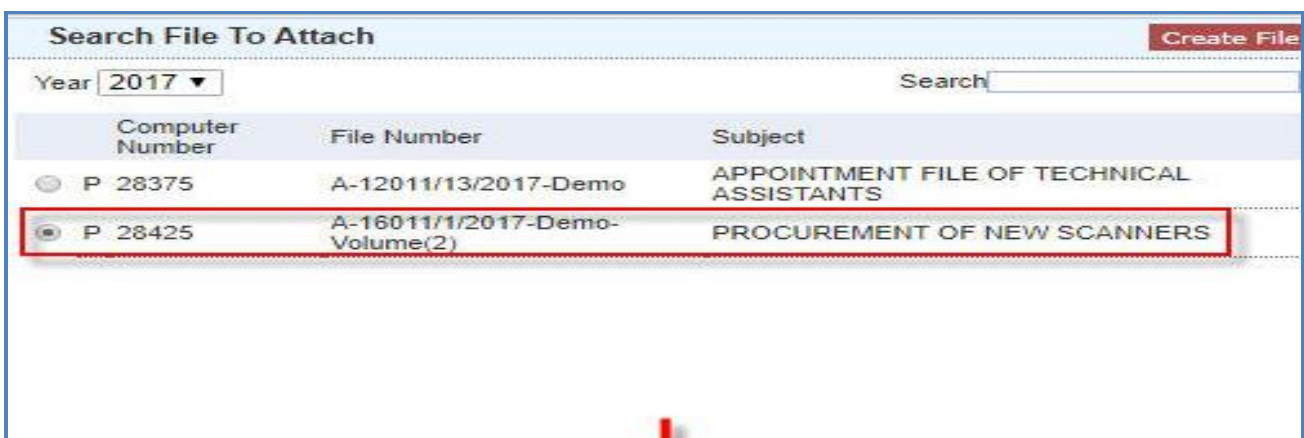 Search File To Attach Create File
Year 2017 ▼ Search
Computer Number File Number Subject
P 28375 A-12011/13/2017-Demo APPOINTMENT FILE OF TECHNICAL
ASSISTANTS
P 28425 A-16011/1/2017-Demo-
Volume(2) PROCUREMENT OF NEW SCANNERS